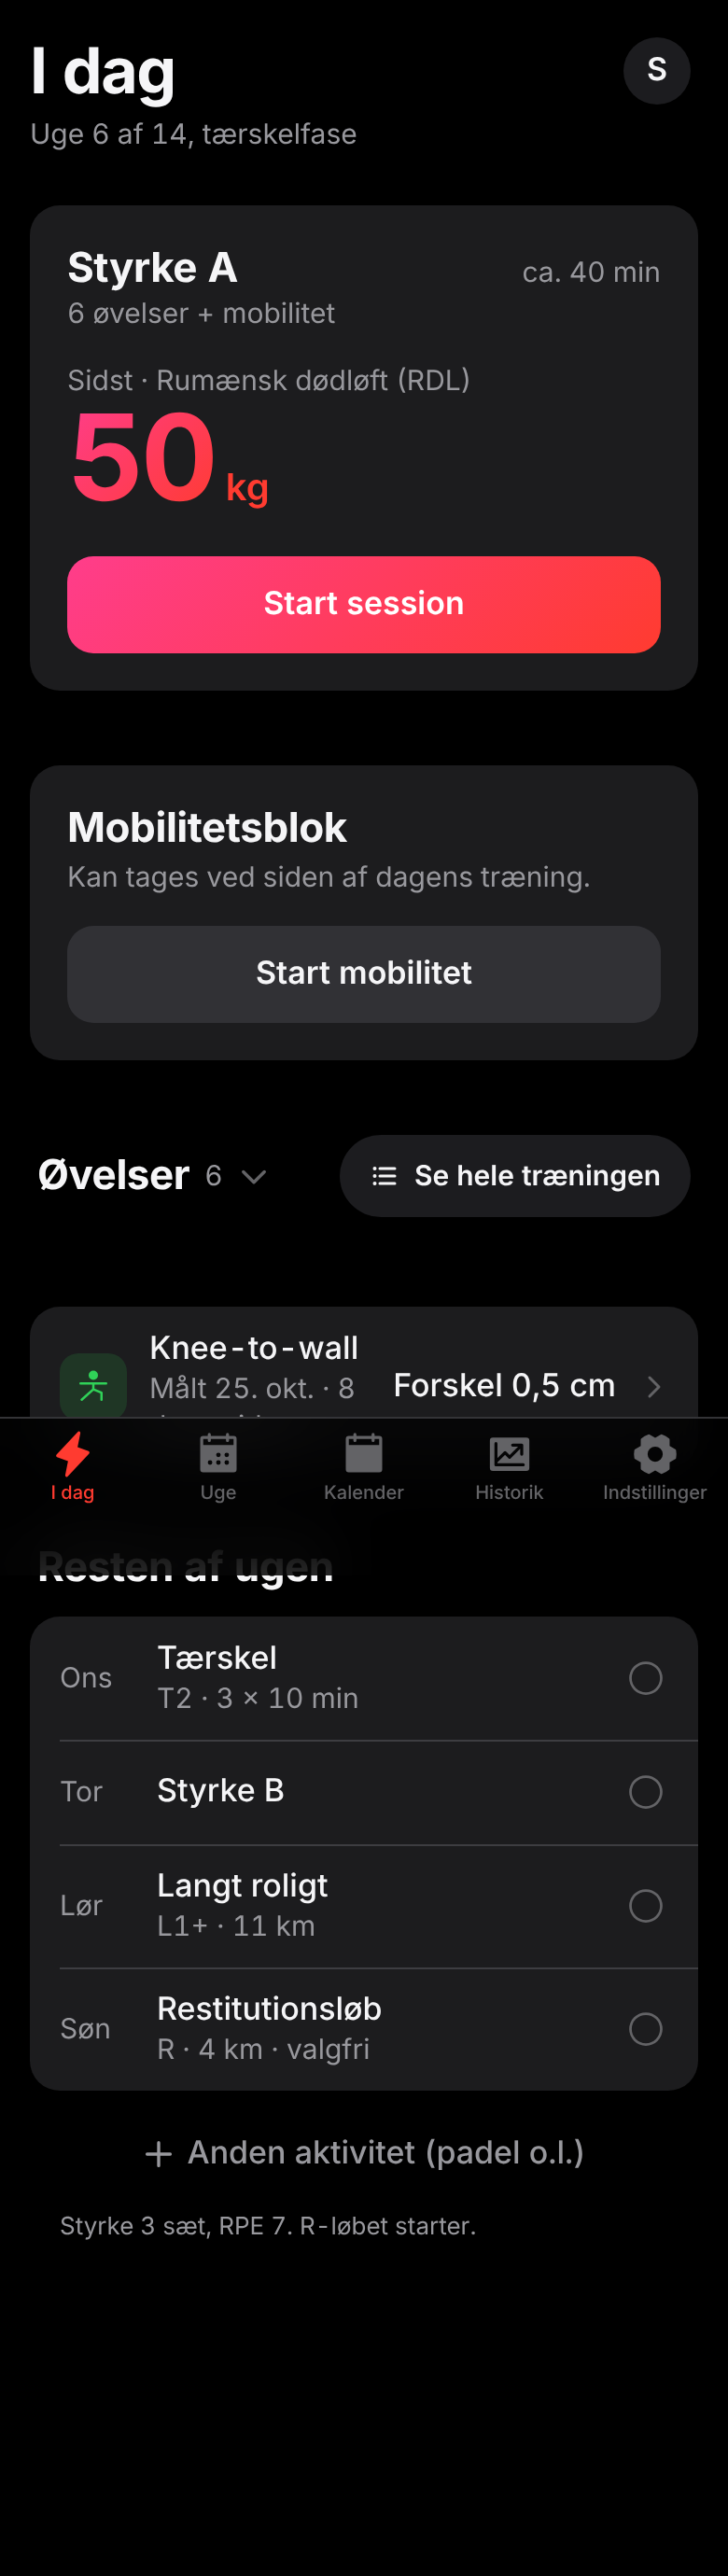 I dag
S
Uge 6 af 14, tærskelfase
Styrke A
ca. 40 min
6 øvelser + mobilitet
Sidst · Rumænsk dødløft (RDL)
50 kg
Start session
Mobilitetsblok
Kan tages ved siden af dagens træning.
Start mobilitet
Øvelser 6
Se hele træningen
Knee-to-wall
Målt 25. okt. · 8
Forskel 0,5 cm
I dag
Uge
Kalender
Historik
Indstillinger
Resten af ugen
Ons
Tærskel
T2 · 3 × 10 min
Tor
Styrke B
Lør
Langt roligt
L1+ · 11 km
Søn
Restitutionsløb
R · 4 km · valgfri
+ Anden aktivitet (padel o.l.)
Styrke 3 sæt, RPE 7. R-løbet starter.